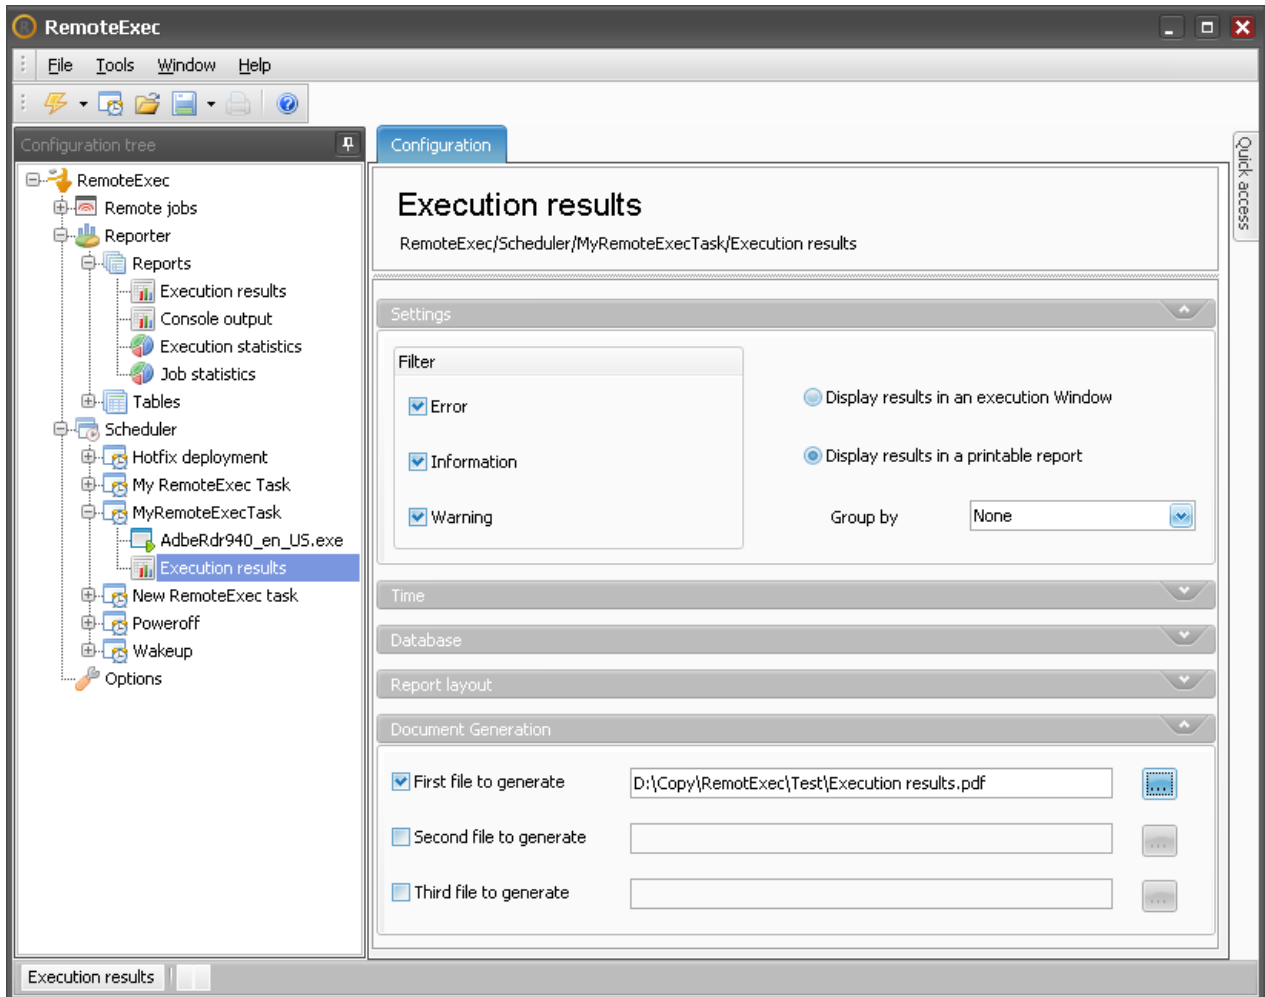 RemoteExec
File Tools Window Help
Configuration tree
RemoteExec
Remote jobs
Reporter
Reports
Execution results
Console output
Execution statistics
Job statistics
Tables
Scheduler
Hotfix deployment
My RemoteExec Task
MyRemoteExecTask
AdbeRdr940_en_US.exe
Execution results
New RemoteExec task
Poweroff
Wakeup
Options
Configuration
Execution results
RemoteExec/Scheduler/MyRemoteExecTask/Execution results
Settings
Filter
Error
Information
Warning
Display results in an execution Window
Display results in a printable report
Group by None
Time
Database
Report layout
Document Generation
First file to generate D:\Copy\RemotExec\Test\Execution results.pdf ...
Second file to generate ...
Third file to generate ...
Quick access
Execution results